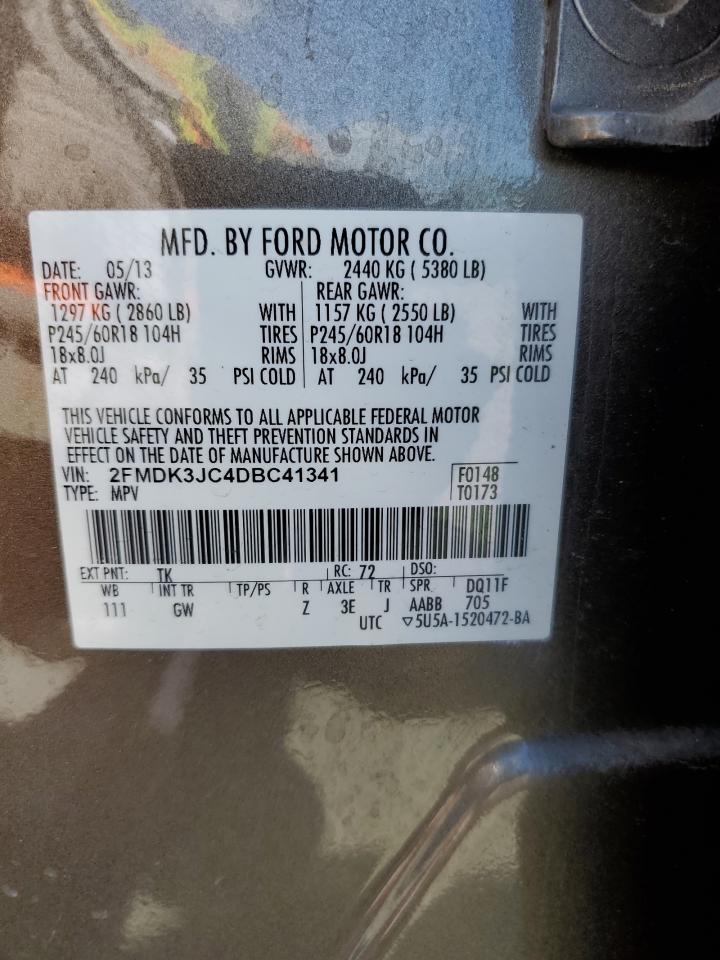 MFD. BY FORD MOTOR CO.
DATE: 05/13 GVWR: 2440 KG ( 5380 LB)
FRONT GAWR: REAR GAWR:
1297 KG ( 2860 LB) WITH 1157 KG ( 2550 LB) WITH
P245/60R18 104H TIRES P245/60R18 104H TIRES
18x8.0J RIMS 18x8.0J RIMS
AT 240 kPa/ 35 PSI COLD AT 240 kPa/ 35 PSI COLD
THIS VEHICLE CONFORMS TO ALL APPLICABLE FEDERAL MOTOR
VEHICLE SAFETY AND THEFT PREVENTION STANDARDS IN
EFFECT ON THE DATE OF MANUFACTURE SHOWN ABOVE.
VIN: 2FMDK3JC4DBC41341 F0148
TYPE: MPV T0173
EXT PNT: TK RC: 72 DSO:
WB INT TR TP/PS R AXLE TR SPR DQ11F
111 GW Z 3E J AABB 705
UTC ▽5U5A-1520472-BA